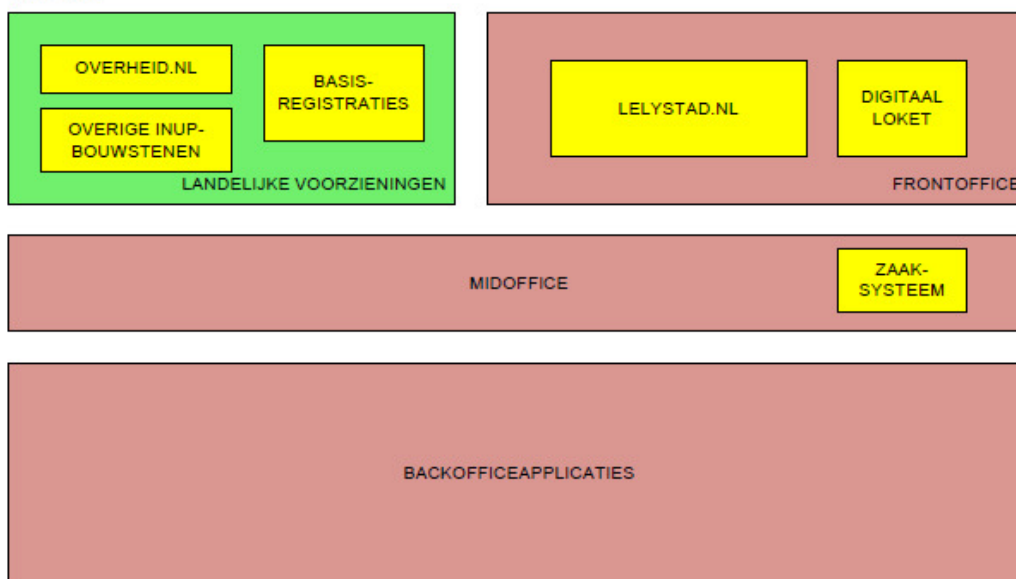 OVERHEID.NL
OVERIGE INUP-
BOUWSTENEN
BASIS-
REGISTRATIES
LANDELIJKE VOORZIENINGEN
LELYSTAD.NL
DIGITAAL
LOKET
FRONTOFFICE
MIDOFFICE
ZAAK-
SYSTEEM
BACKOFFICEAPPLICATIES